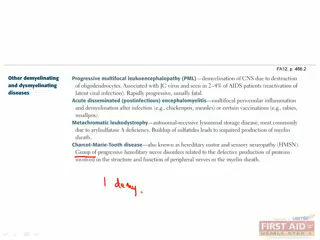 FA12, p 466.2
Other demyelinating
and dysmyelinating
diseases
Progressive multifocal leukoencephalopathy (PML)—demyelination of CNS due to destruction
of oligodendrocytes. Associated with JC virus and seen in 2–4% of AIDS patients (reactivation of
latent viral infection). Rapidly progressive, usually fatal.
Acute disseminated (postinfectious) encephalomyelitis—multifocal perivenular inflammation
and demyelination after infection (e.g., chickenpox, measles) or certain vaccinations (e.g., rabies,
smallpox).
Metachromatic leukodystrophy—autosomal-recessive lysosomal storage disease, most commonly
due to arylsulfatase A deficiency. Buildup of sulfatides leads to impaired production of myelin
sheath.
Charcot-Marie-Tooth disease—also known as hereditary motor and sensory neuropathy (HMSN).
Group of progressive hereditary nerve disorders related to the defective production of proteins
involved in the structure and function of peripheral nerves or the myelin sheath.
FIRST AID